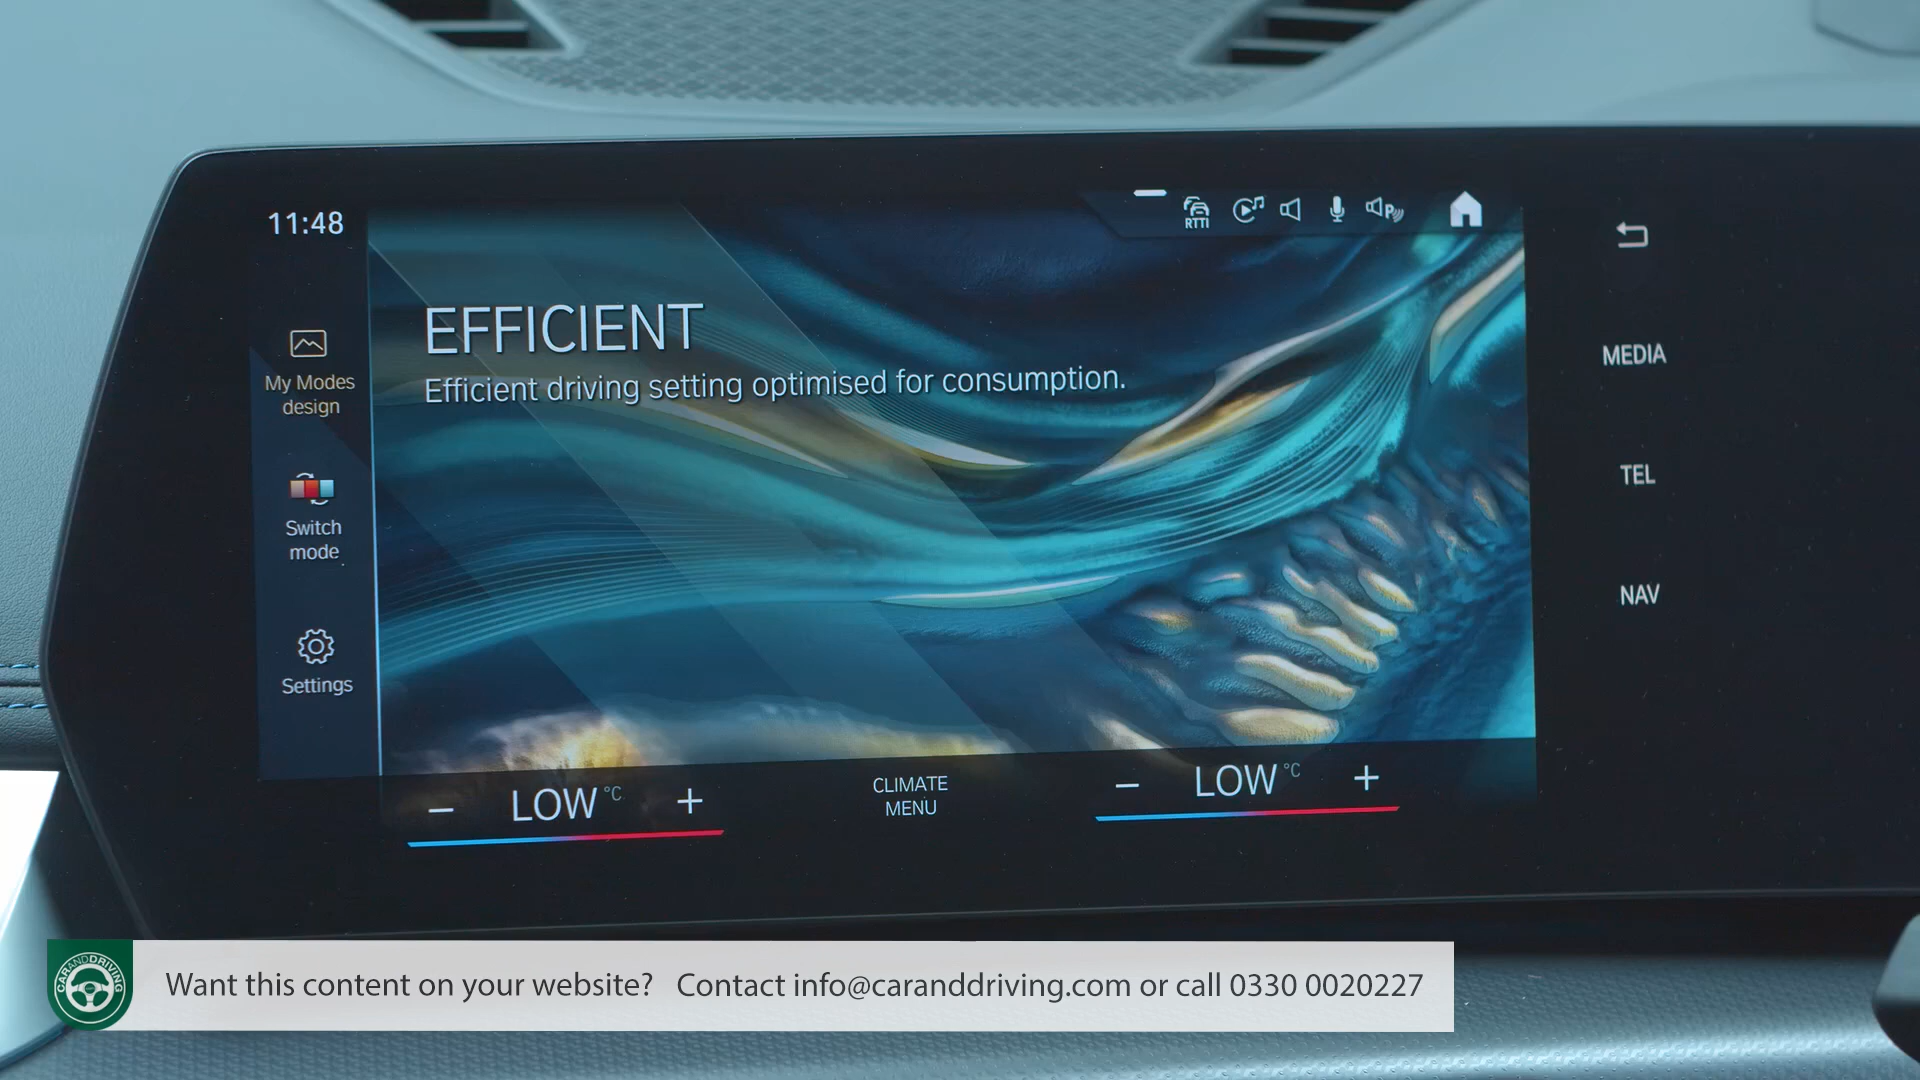 11:48
RTTI
P
EFFICIENT
Efficient driving setting optimised for consumption.
My Modes
design
Switch
mode
Settings
MEDIA
TEL
NAV
− LOW °C +
CLIMATE
MENU
− LOW °C +
CARANDDRIVING
Want this content on your website? Contact info@caranddriving.com or call 0330 0020227